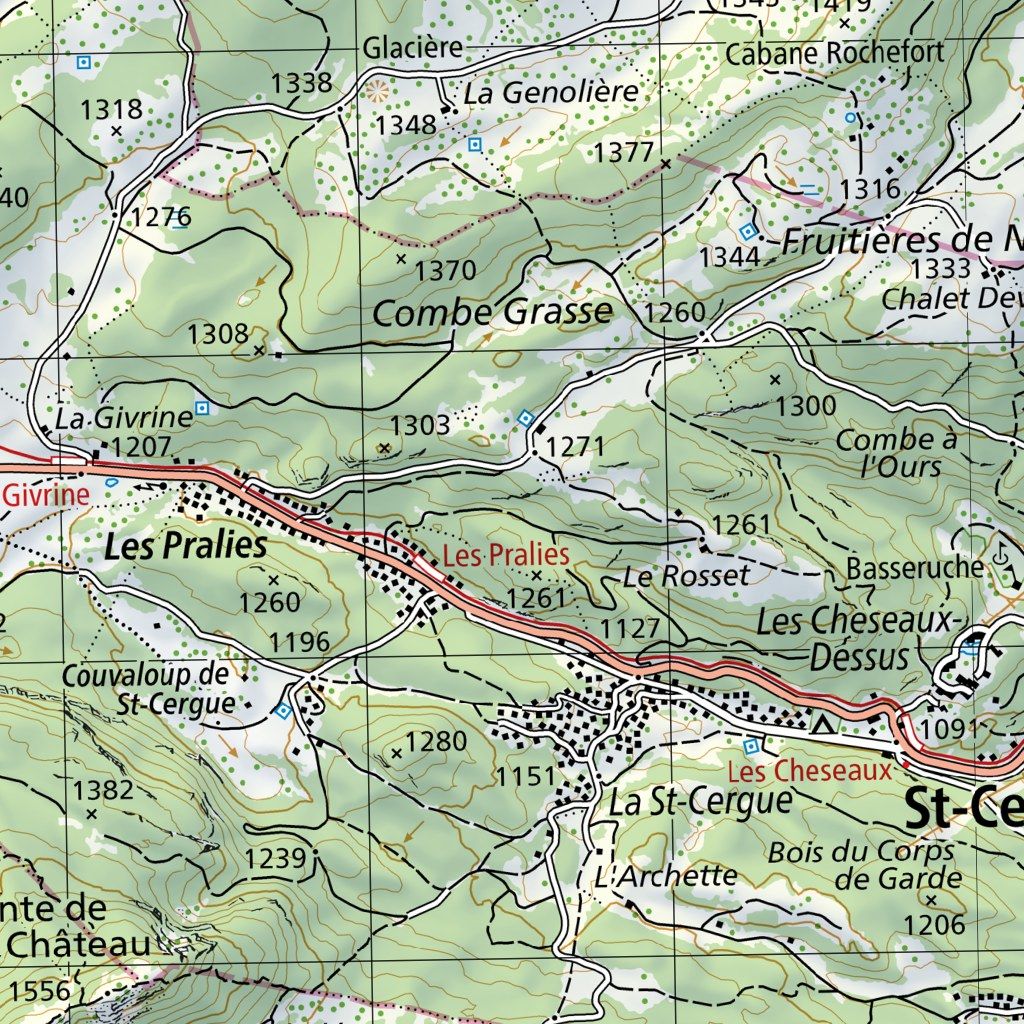 1419
Glacière
Cabane Rochefort
1338
La Genolière
1318
1348
1377
1316
40
1276
1344
Fruitières de N
1370
1333
Chalet Dev
Combe Grasse
1260
1308
1300
La Givrine
1303
1207
1271
Combe à
l'Ours
Givrine
1261
Les Pralies
Les Pralies
Le Rosset
Basseruche
1260
1261
1127
Les Cheseaux-
Dessus
1196
Couvaloup de
St-Cergue
1091
1280
1151
Les Cheseaux
1382
La St-Cergue
St-Ce
1239
L'Archette
Bois du Corps
de Garde
1206
nte de
Château
1556